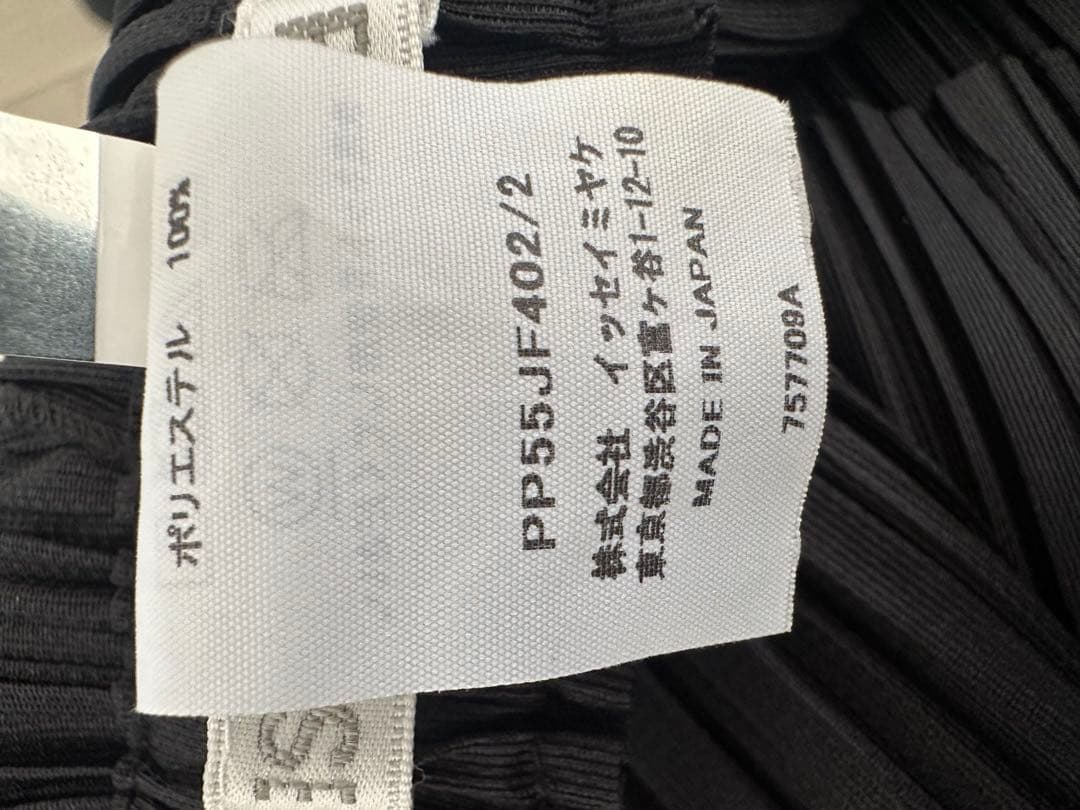 ポリエステル 100%
PP55JF402/2
株式会社 イッセイミヤケ
東京都渋谷区富ヶ谷1-12-10
MADE IN JAPAN
757709A
IS